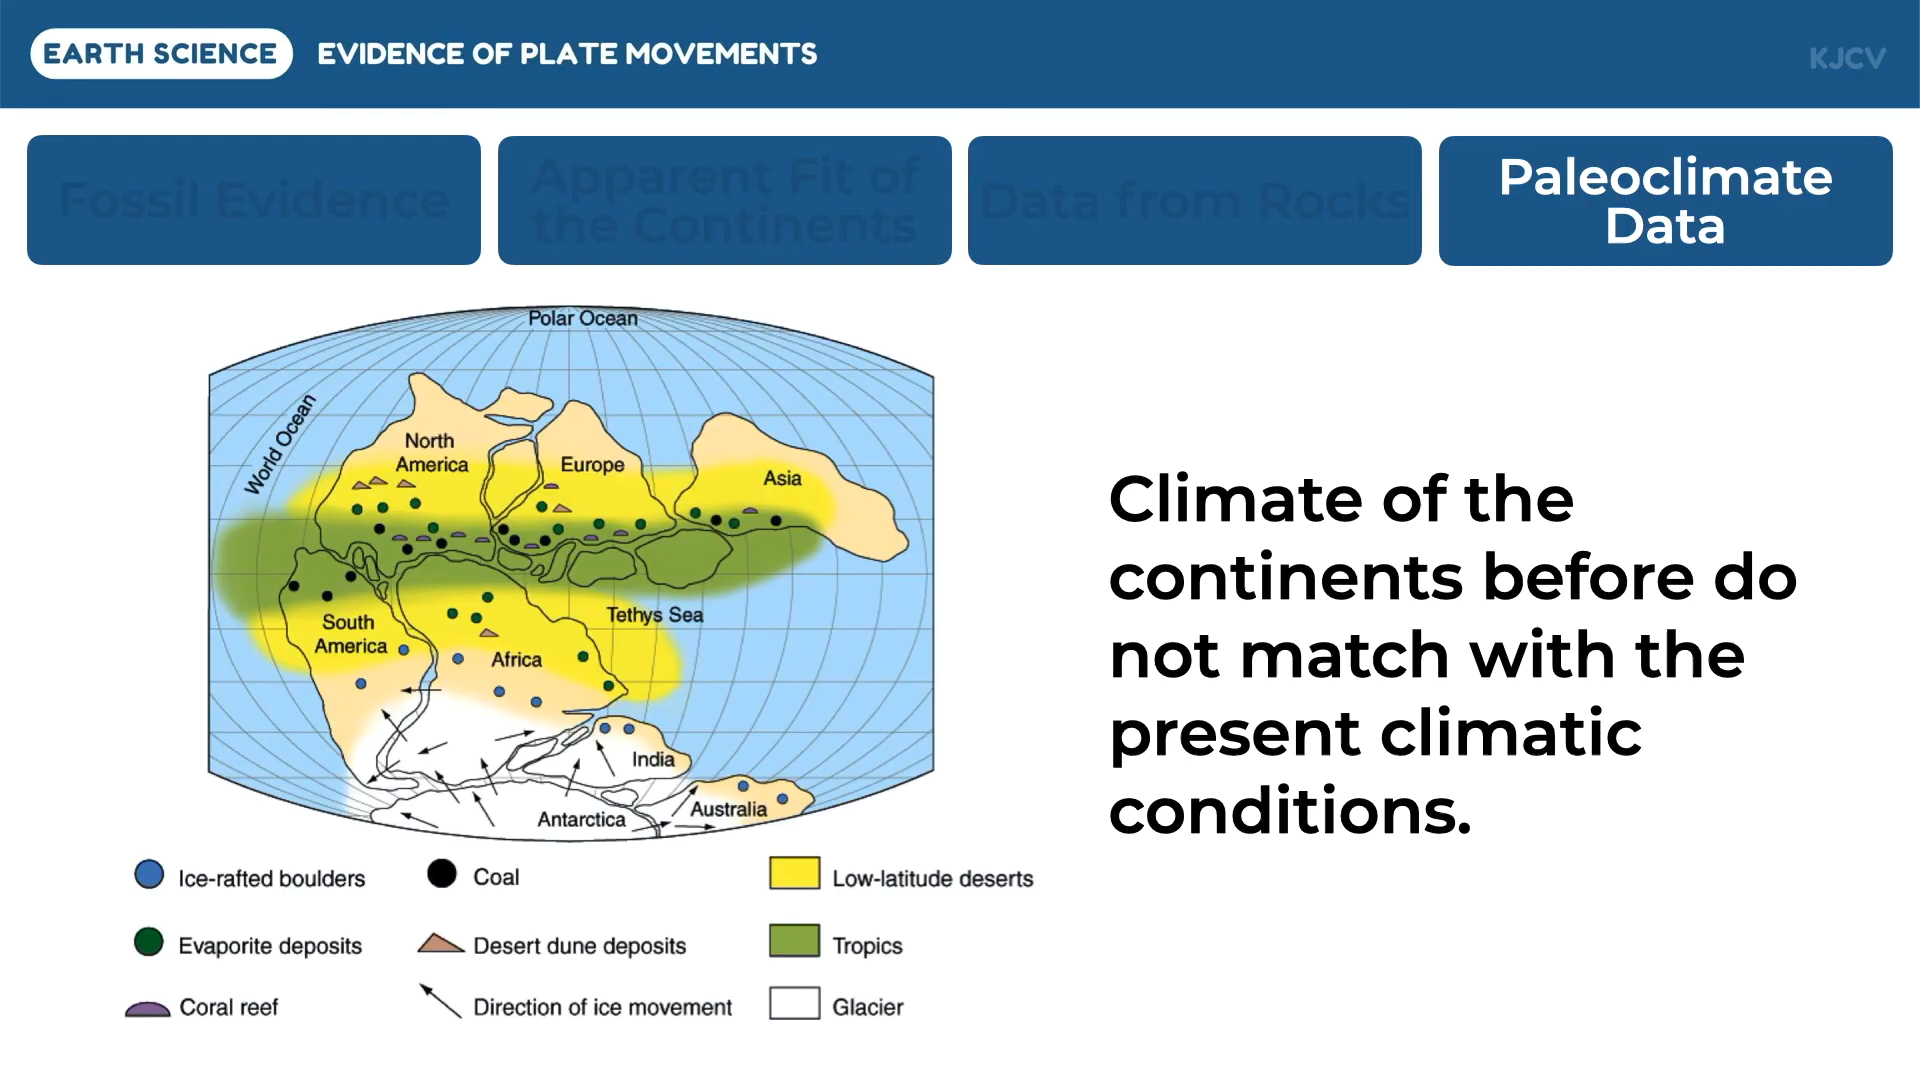 EARTH SCIENCE EVIDENCE OF PLATE MOVEMENTS KJCV
Fossil Evidence
Apparent Fit of
the Continents
Data from Rocks
Paleoclimate
Data
Polar Ocean
World Ocean
North
America
Europe
Asia
South
America
Africa
Tethys Sea
India
Antarctica
Australia
Ice-rafted boulders
Coal
Low-latitude deserts
Evaporite deposits
Desert dune deposits
Tropics
Coral reef
Direction of ice movement
Glacier
Climate of the
continents before do
not match with the
present climatic
conditions.